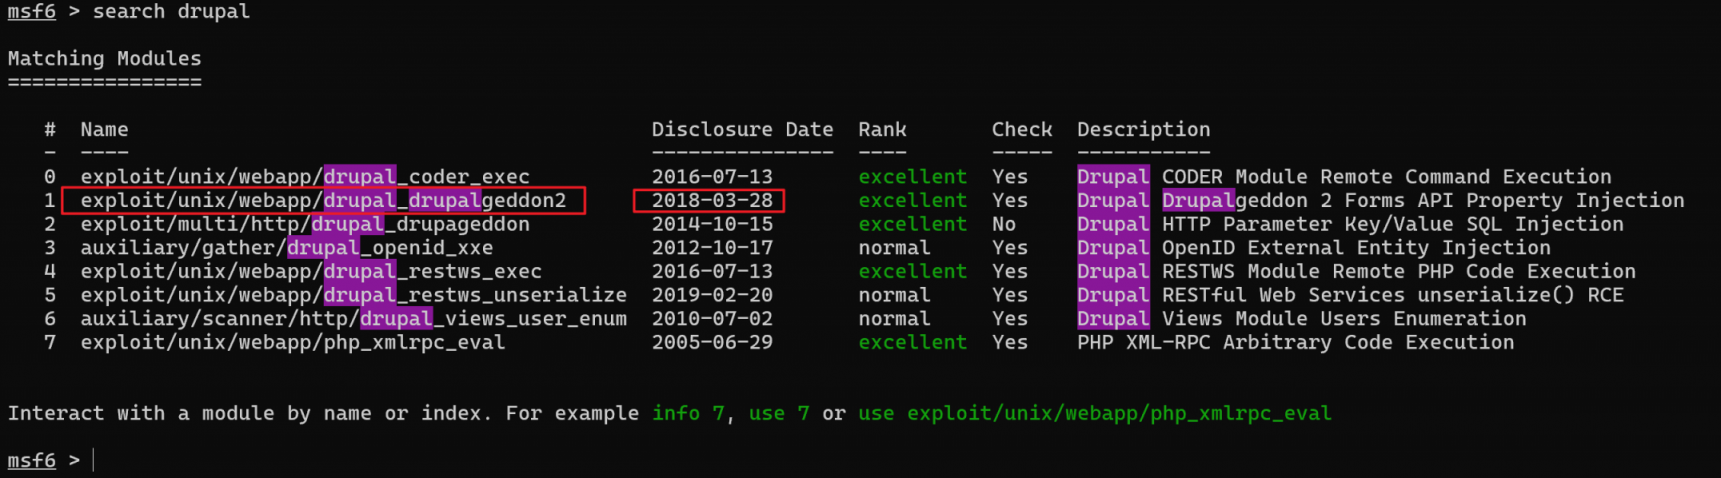 msf6 > search drupal
Matching Modules
================
#  Name  Disclosure Date  Rank  Check  Description
-  ----  ---------------  ----  -----  -----------
0  exploit/unix/webapp/drupal_coder_exec  2016-07-13  excellent  Yes  Drupal CODER Module Remote Command Execution
1  exploit/unix/webapp/drupal_drupalgeddon2  2018-03-28  excellent  Yes  Drupal Drupalgeddon 2 Forms API Property Injection
2  exploit/multi/http/drupal_drupageddon  2014-10-15  excellent  No  Drupal HTTP Parameter Key/Value SQL Injection
3  auxiliary/gather/drupal_openid_xxe  2012-10-17  normal  Yes  Drupal OpenID External Entity Injection
4  exploit/unix/webapp/drupal_restws_exec  2016-07-13  excellent  Yes  Drupal RESTWS Module Remote PHP Code Execution
5  exploit/unix/webapp/drupal_restws_unserialize  2019-02-20  normal  Yes  Drupal RESTful Web Services unserialize() RCE
6  auxiliary/scanner/http/drupal_views_user_enum  2010-07-02  normal  Yes  Drupal Views Module Users Enumeration
7  exploit/unix/webapp/php_xmlrpc_eval  2005-06-29  excellent  Yes  PHP XML-RPC Arbitrary Code Execution
Interact with a module by name or index. For example info 7, use 7 or use exploit/unix/webapp/php_xmlrpc_eval
msf6 >